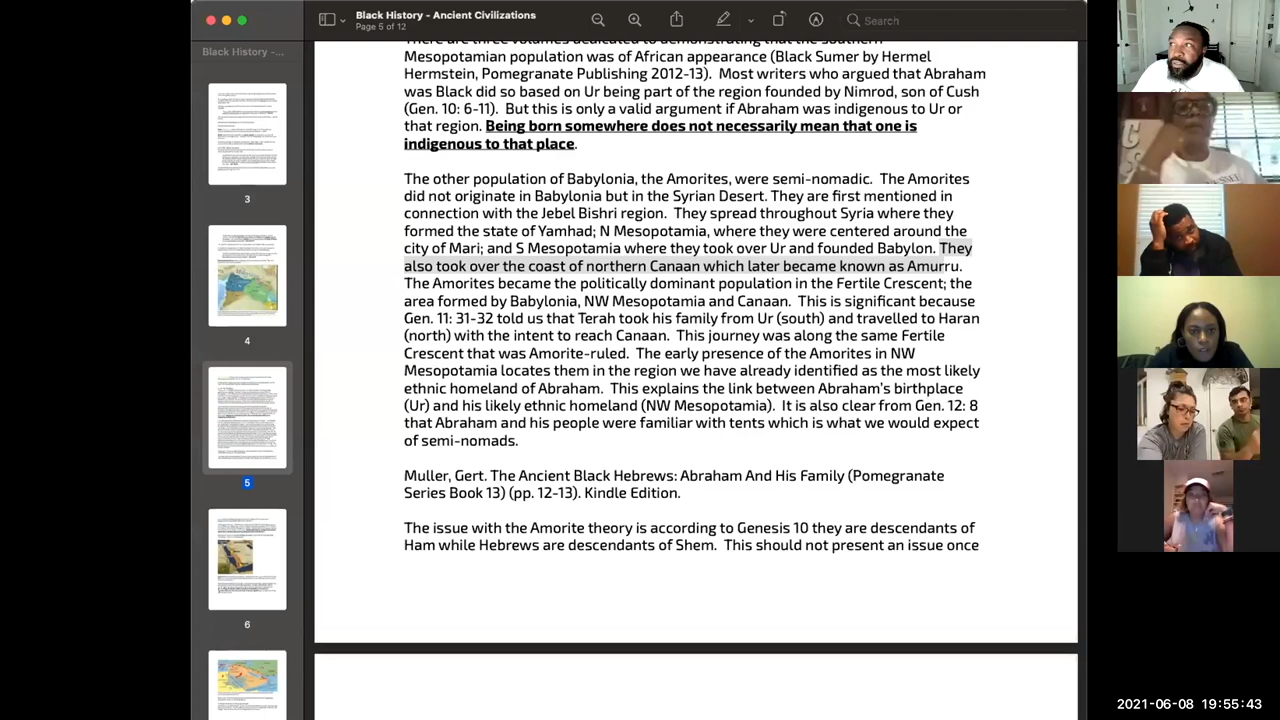 Black History - Ancient Civilizations
Page 5 of 12
Search
Black History -...
3
4
5
6
There are three volumes dedicated to demonstrating that the southern
Mesopotamian population was of African appearance (Black Sumer by Hermel
Hermstein, Pomegranate Publishing 2012-13). Most writers who argued that Abraham
was Black did so based on Ur being part of the region founded by Nimrod, son of Cush
(Gen. 10: 6-11). But this is only a valid argument if Abraham was indigenous to Ur or
that region. Being born somewhere does not necessarily mean that one is
indigenous to that place.
The other population of Babylonia, the Amorites, were semi-nomadic. The Amorites
did not originate in Babylonia but in the Syrian Desert. They are first mentioned in
connection with the Jebel Bishri region. They spread throughout Syria where they
formed the state of Yamhad; N Mesopotamia, where they were centered around the
city of Mari; and S Mesopotamia where they took over Ur and founded Babylon. They
also took over the coast of northern Canaan which later became known as Amurru.
The Amorites became the politically dominant population in the Fertile Crescent; the
area formed by Babylonia, NW Mesopotamia and Canaan. This is significant because
Gen. 11: 31-32 told us that Terah took his family from Ur (south) and travelled to Haran
(north) with the intent to reach Canaan. This journey was along the same Fertile
Crescent that was Amorite-ruled. The early presence of the Amorites in NW
Mesopotamia locates them in the region we have already identified as the most likely
ethnic homeland of Abraham. This explains the link between Abraham's birthplace
(Ur) and his likely ethnic homeland (NW Mesopotamia). It is also clear from Gen. 12: 8
that Abraham and his people were familiar with tents which is what we would expect
of semi-nomads.
Muller, Gert. The Ancient Black Hebrews: Abraham And His Family (Pomegranate
Series Book 13) (pp. 12-13). Kindle Edition.
The issue with the Amorite theory is according to Genesis 10 they are descendants of
Ham while Hebrews are descendants of Shem. This should not present an issue once
2021-06-08 19:55:43